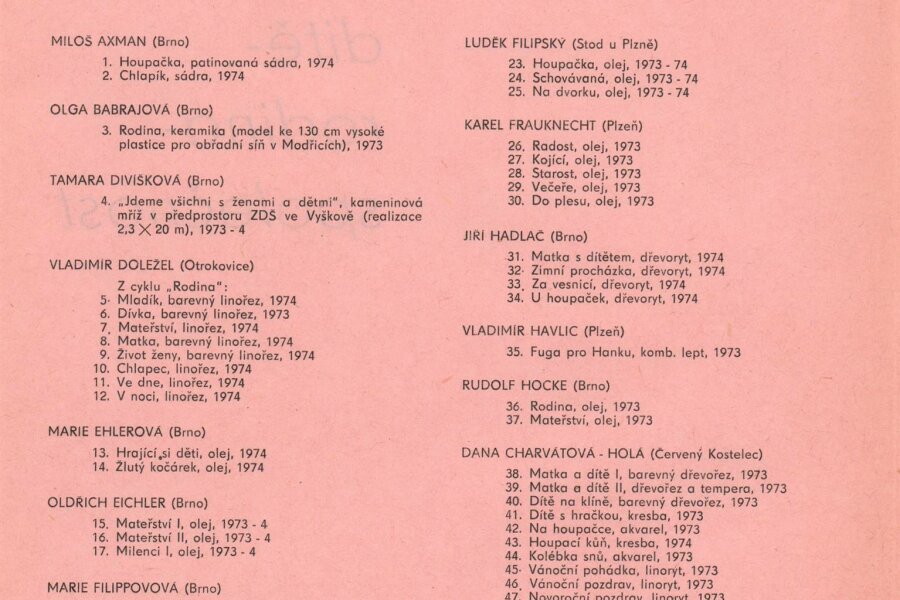 MILOŠ AXMAN (Brno)
1. Houpačka, patinovaná sádra, 1974
2. Chlapík, sádra, 1974
OLGA BABRAJOVÁ (Brno)
3. Rodina, keramika (model ke 130 cm vysoké
plastice pro obřadní síň v Modřicích), 1973
TAMARA DIVÍŠKOVÁ (Brno)
4. „Jdeme všichni s ženami a dětmi", kameninová
mříž v předprostoru ZDŠ ve Vyškově (realizace
2,3 X 20 m), 1973 - 4
VLADIMÍR DOLEŽEL (Otrokovice)
Z cyklu „Rodina":
5. Mladík, barevný linořez, 1974
6. Dívka, barevný linořez, 1973
7. Mateřství, linořez, 1974
8. Matka, barevný linořez, 1974
9. Život ženy, barevný linořez, 1974
10. Chlapec, linořez, 1974
11. Ve dne, linořez, 1974
12. V noci, linořez, 1974
MARIE EHLEROVÁ (Brno)
13. Hrající si děti, olej, 1974
14. Žlutý kočárek, olej, 1974
OLDŘICH EICHLER (Brno)
15. Mateřství I, olej, 1973 - 4
16. Mateřství II, olej, 1973 - 4
17. Milenci I, olej, 1973 - 4
MARIE FILIPPOVOVÁ (Brno)
LUDĚK FILIPSKÝ (Stod u Plzně)
23. Houpačka, olej, 1973 - 74
24. Schovávaná, olej, 1973 - 74
25. Na dvorku, olej, 1973 - 74
KAREL FRAUKNECHT (Plzeň)
26. Radost, olej, 1973
27. Kojící, olej, 1973
28. Starost, olej, 1973
29. Večeře, olej, 1973
30. Do plesu, olej, 1973
JIŘÍ HADLAČ (Brno)
31. Matka s dítětem, dřevoryt, 1974
32. Zimní procházka, dřevoryt, 1974
33. Za vesnicí, dřevoryt, 1974
34. U houpaček, dřevoryt, 1974
VLADIMÍR HAVLIC (Plzeň)
35. Fuga pro Hanku, komb. lept, 1973
RUDOLF HOCKE (Brno)
36. Rodina, olej, 1973
37. Mateřství, olej, 1973
DANA CHARVÁTOVÁ - HOLÁ (Červený Kostelec)
38. Matka a dítě I, barevný dřevořez, 1973
39. Matka a dítě II, dřevořez a tempera, 1973
40. Dítě na klíně, barevný dřevořez, 1973
41. Dítě s hračkou, kresba, 1973
42. Na houpačce, akvarel, 1973
43. Houpací kůň, kresba, 1974
44. Kolébka snů, akvarel, 1973
45. Vánoční pohádka, linoryt, 1973
46. Vánoční pozdrav, linoryt, 1973
47. Novoroční pozdrav, linoryt, 1973